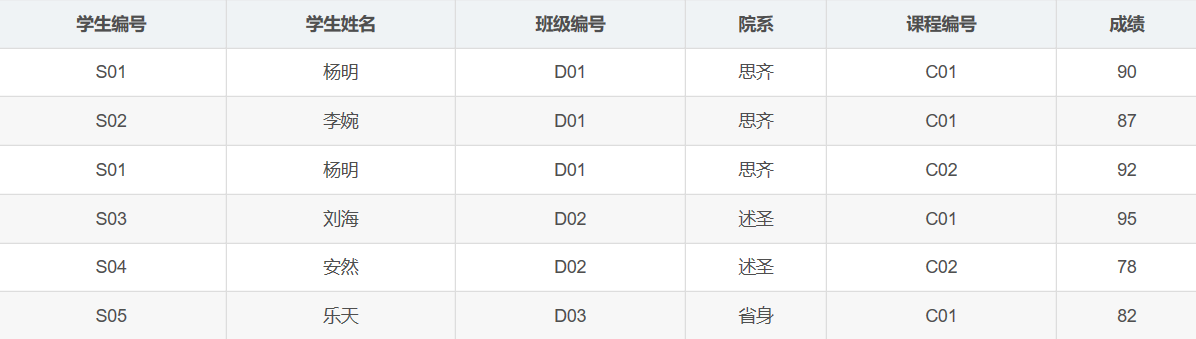 学生编号 学生姓名 班级编号 院系 课程编号 成绩
S01 杨明 D01 思齐 C01 90
S02 李婉 D01 思齐 C01 87
S01 杨明 D01 思齐 C02 92
S03 刘海 D02 述圣 C01 95
S04 安然 D02 述圣 C02 78
S05 乐天 D03 省身 C01 82